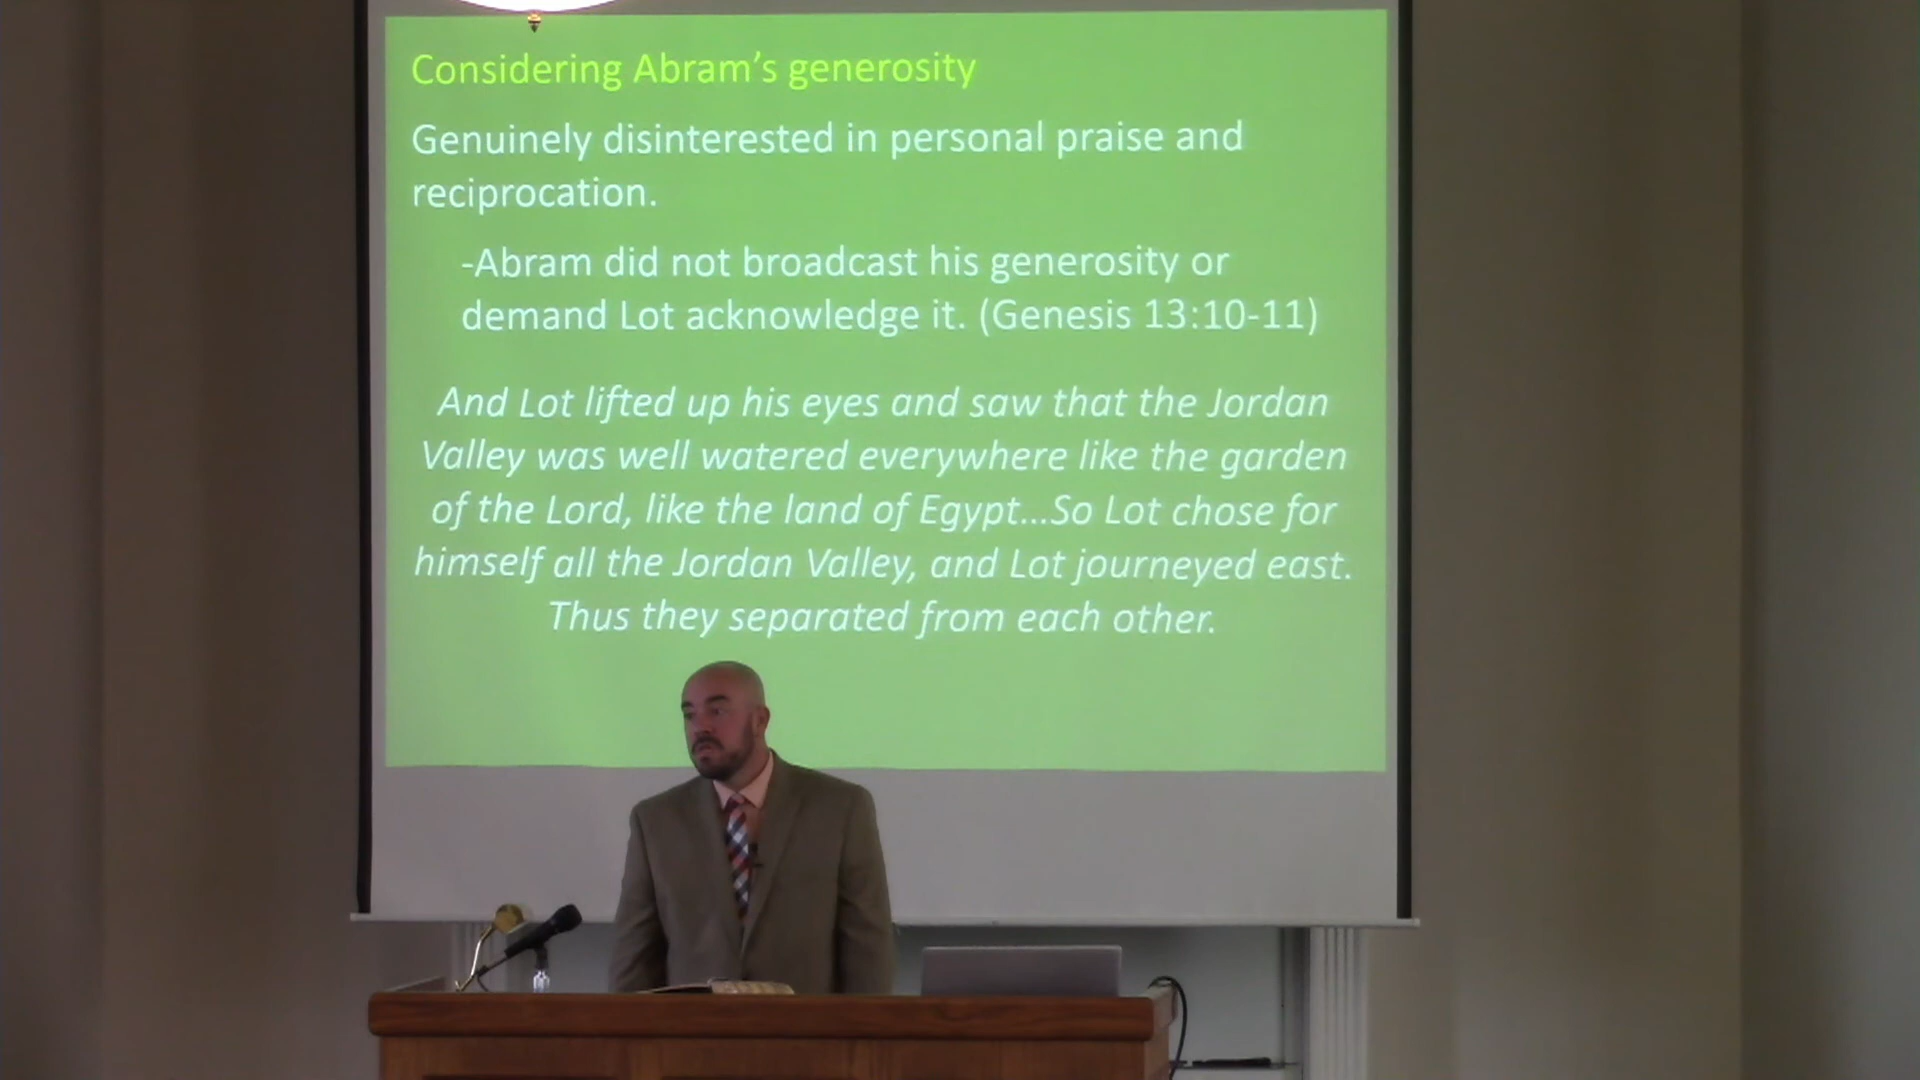 Considering Abram’s generosity
Genuinely disinterested in personal praise and
reciprocation.
-Abram did not broadcast his generosity or
demand Lot acknowledge it. (Genesis 13:10-11)
And Lot lifted up his eyes and saw that the Jordan
Valley was well watered everywhere like the garden
of the Lord, like the land of Egypt…So Lot chose for
himself all the Jordan Valley, and Lot journeyed east.
Thus they separated from each other.